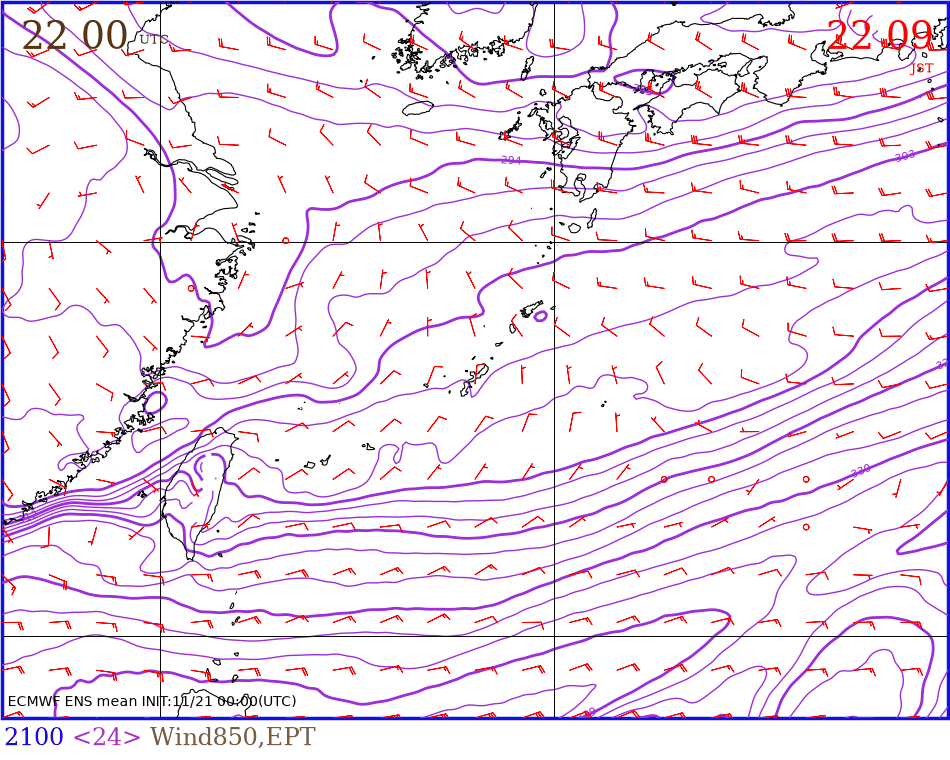 22 00 UTC
22 09
JST
294
303
330
ECMWF ENS mean INIT:11/21 00:00(UTC)
2100 <24> Wind850,EPT